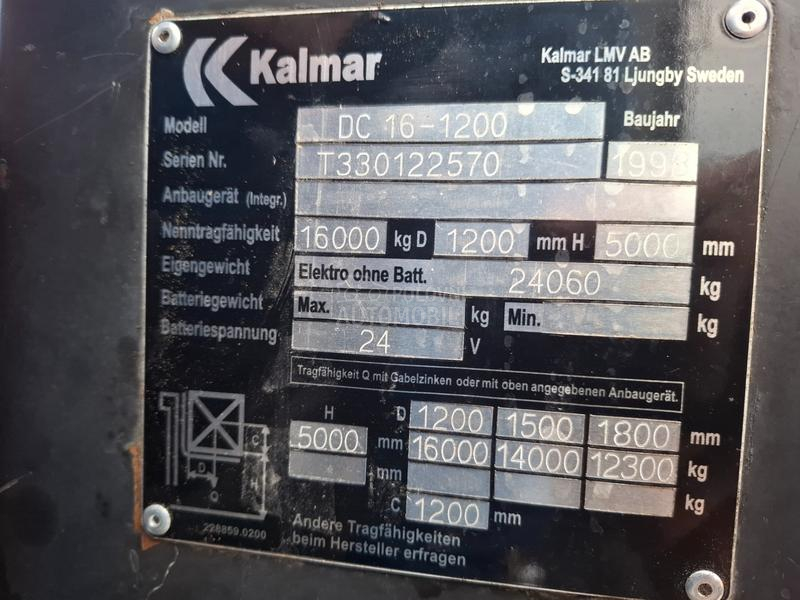 Kalmar
Kalmar LMV AB
S-341 81 Ljungby Sweden
Modell DC 16-1200 Baujahr
Serien Nr. T330122570 1998
Anbaugerät (Integr.)
Nenntragfähigkeit 16000 kg D 1200 mm H 5000 mm
Eigengewicht Elektro ohne Batt. 24060 kg
Batteriegewicht Max. kg Min. kg
AUTOMOBILI
Batteriespannung 24 V
Tragfähigkeit Q mit Gabelzinken oder mit oben angegebenen Anbaugerät.
H D 1200 1500 1800 mm
5000 mm 16000 14000 12300 kg
mm kg
C 1200 mm
C
D
H
Q
228859.0200
Andere Tragfähigkeiten
beim Hersteller erfragen